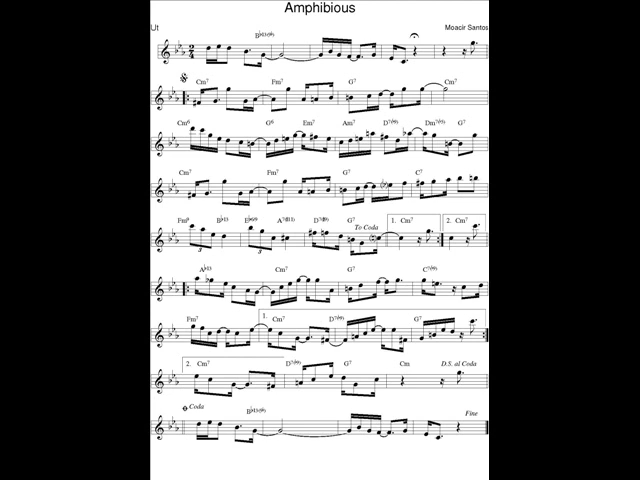 Amphibious
Ut
Moacir Santos
B♭13(♯9)
Cm7 Fm7 G7 Cm7
Cm6 G6 Em7 Am7 D7(♯9) Dm7(♭5) G7
Cm7 Fm7 G7 C7
Fm6 B♭13 E♭6/9 A7(♯11) D7(♯9) G7 To Coda 1. Cm7 2. Cm7
A♭13 Cm7 G7 C7(♭9)
Fm7 1. Cm7 D7(♭9) G7
2. Cm7 D7(♭9) G7 Cm D.S. al Coda
Coda B♭13(♯9) Fine